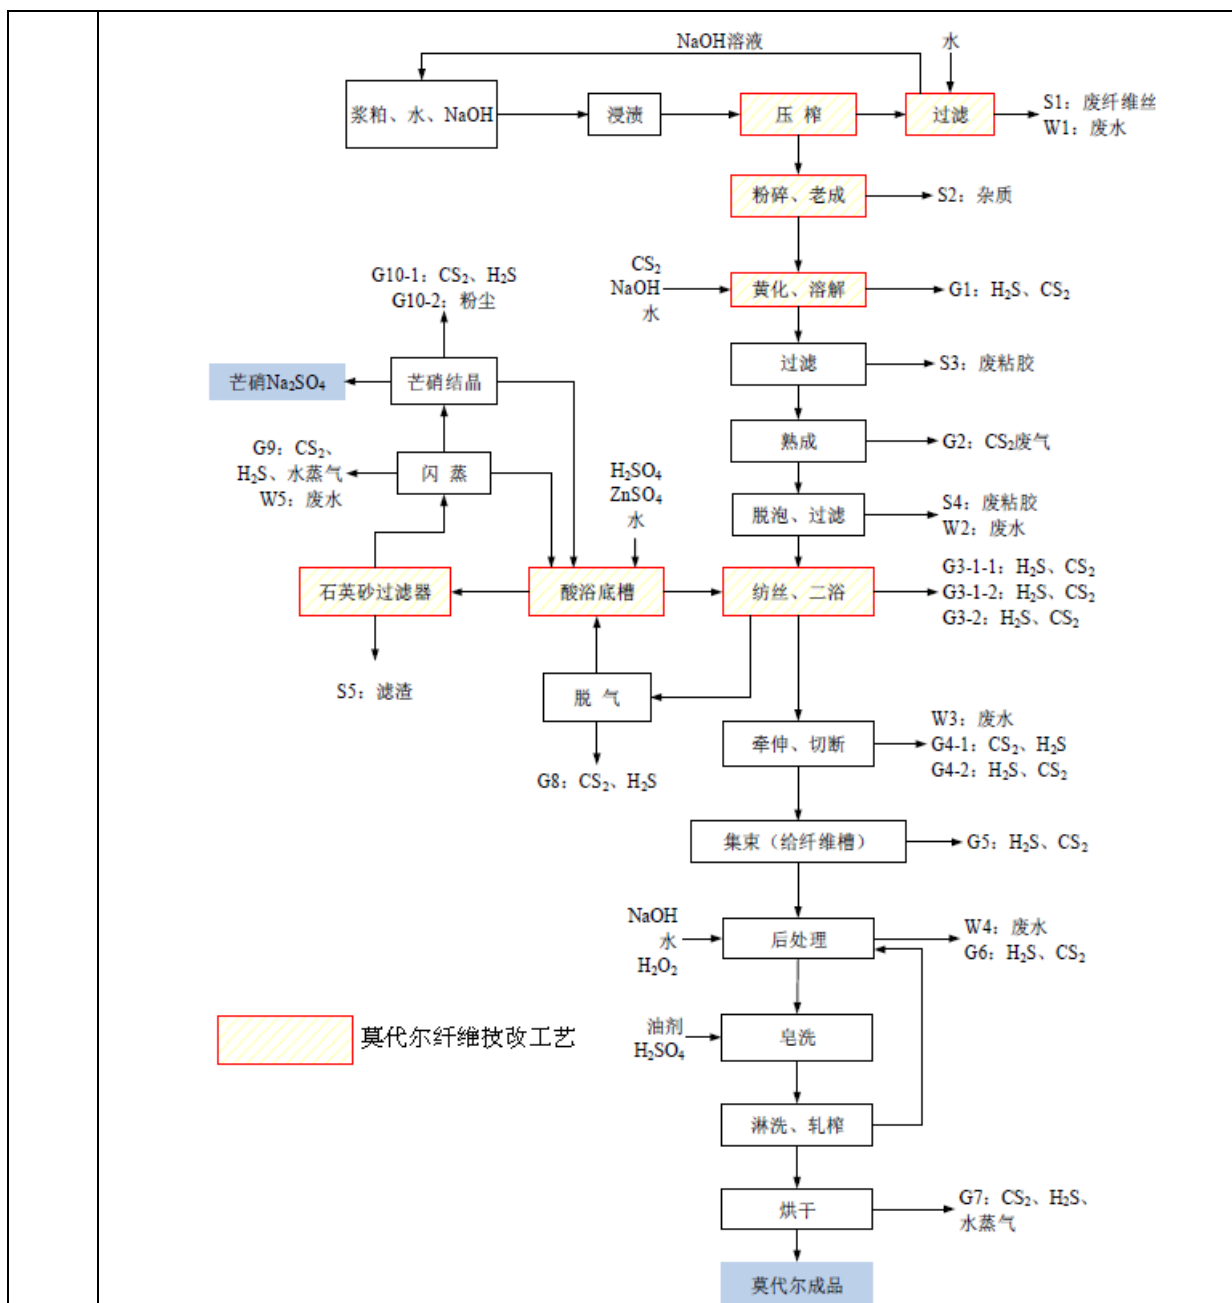 NaOH溶液
水
浆粕、水、NaOH
浸渍
压 榨
过滤
S1：废纤维丝
W1：废水
粉碎、老成
S2：杂质
CS2
NaOH
水
黄化、溶解
G1：H2S、CS2
G10-1：CS2、H2S
G10-2：粉尘
过滤
S3：废粘胶
芒硝Na2SO4
芒硝结晶
熟成
G2：CS2废气
G9：CS2、
H2S、水蒸气
W5：废水
闪 蒸
H2SO4
ZnSO4
水
脱泡、过滤
S4：废粘胶
W2：废水
石英砂过滤器
酸浴底槽
纺丝、二浴
G3-1-1：H2S、CS2
G3-1-2：H2S、CS2
G3-2：H2S、CS2
S5：滤渣
脱 气
G8：CS2、H2S
牵伸、切断
W3：废水
G4-1：CS2、H2S
G4-2：H2S、CS2
集束（给纤维槽）
G5：H2S、CS2
NaOH
水
H2O2
后处理
W4：废水
G6：H2S、CS2
莫代尔纤维技改工艺
油剂
H2SO4
皂洗
淋洗、轧榨
烘干
G7：CS2、H2S、
水蒸气
莫代尔成品